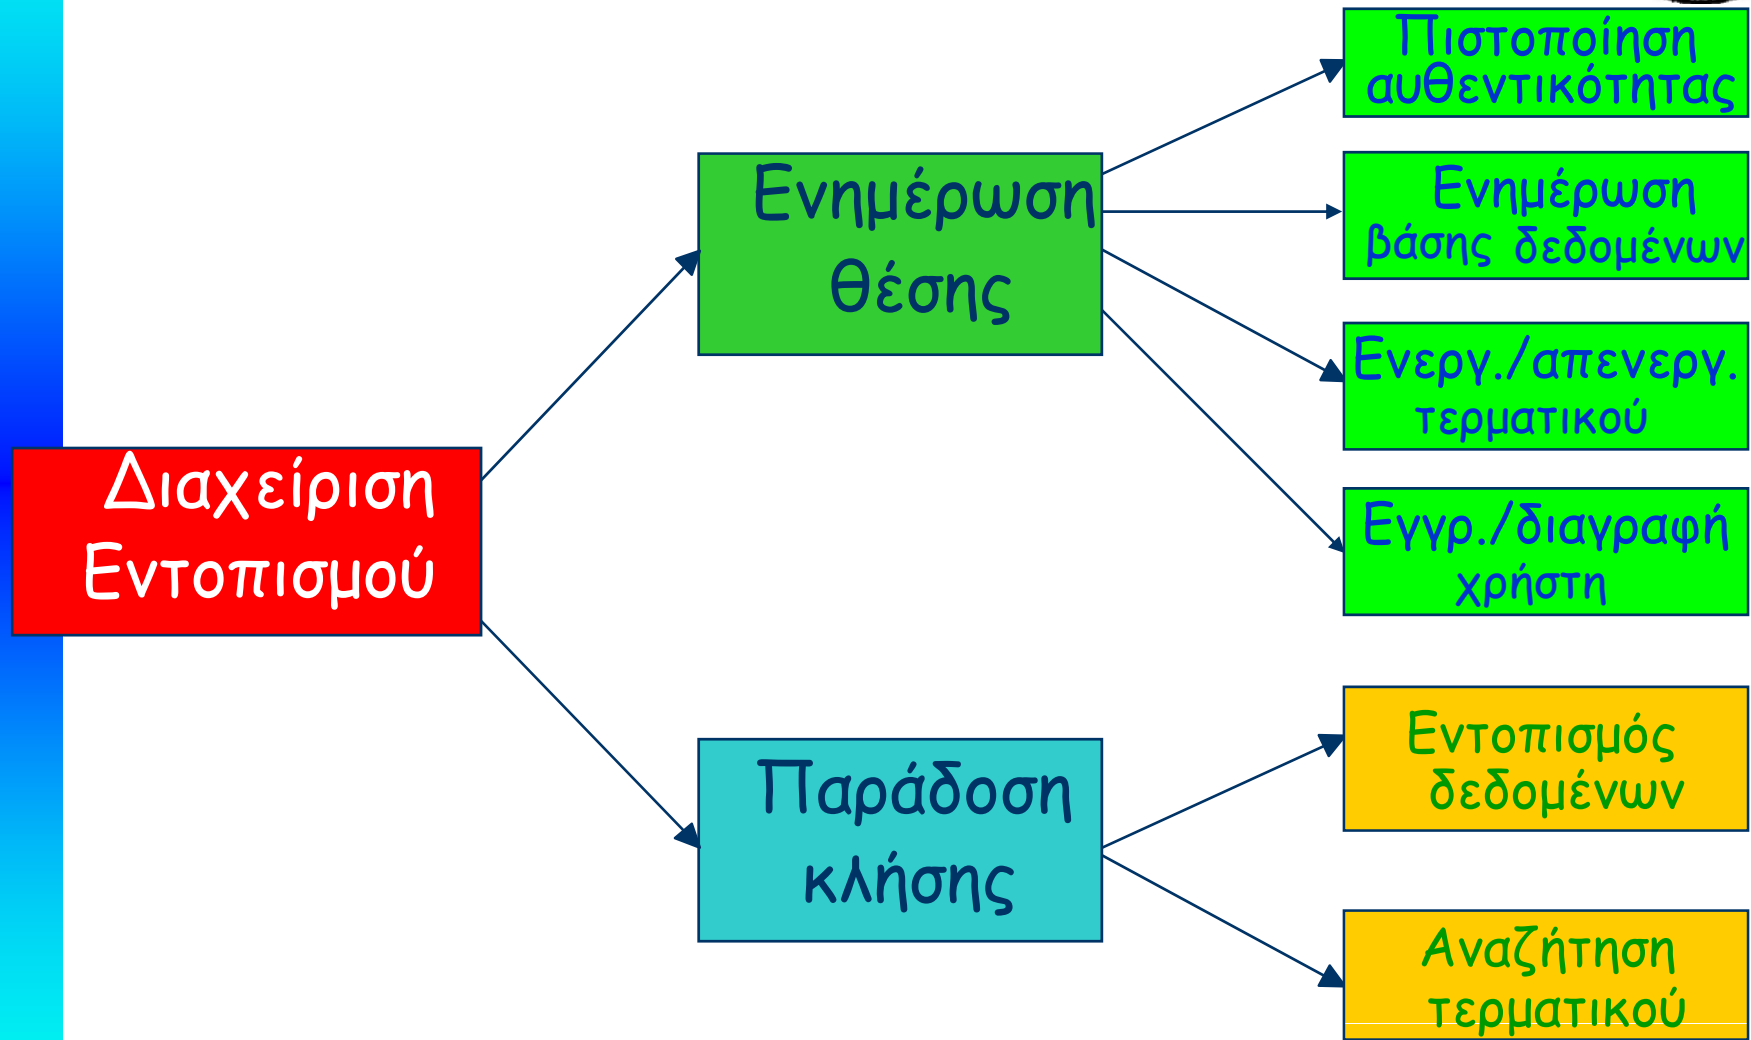 Πιστοποίηση
αυθεντικότητας
Ενημέρωση
θέσης
Ενημέρωση
βάσης δεδομένων
Ενεργ./απενεργ.
τερματικού
Διαχείριση
Εντοπισμού
Εγγρ./διαγραφή
χρήστη
Παράδοση
κλήσης
Εντοπισμός
δεδομένων
Αναζήτηση
τερματικού